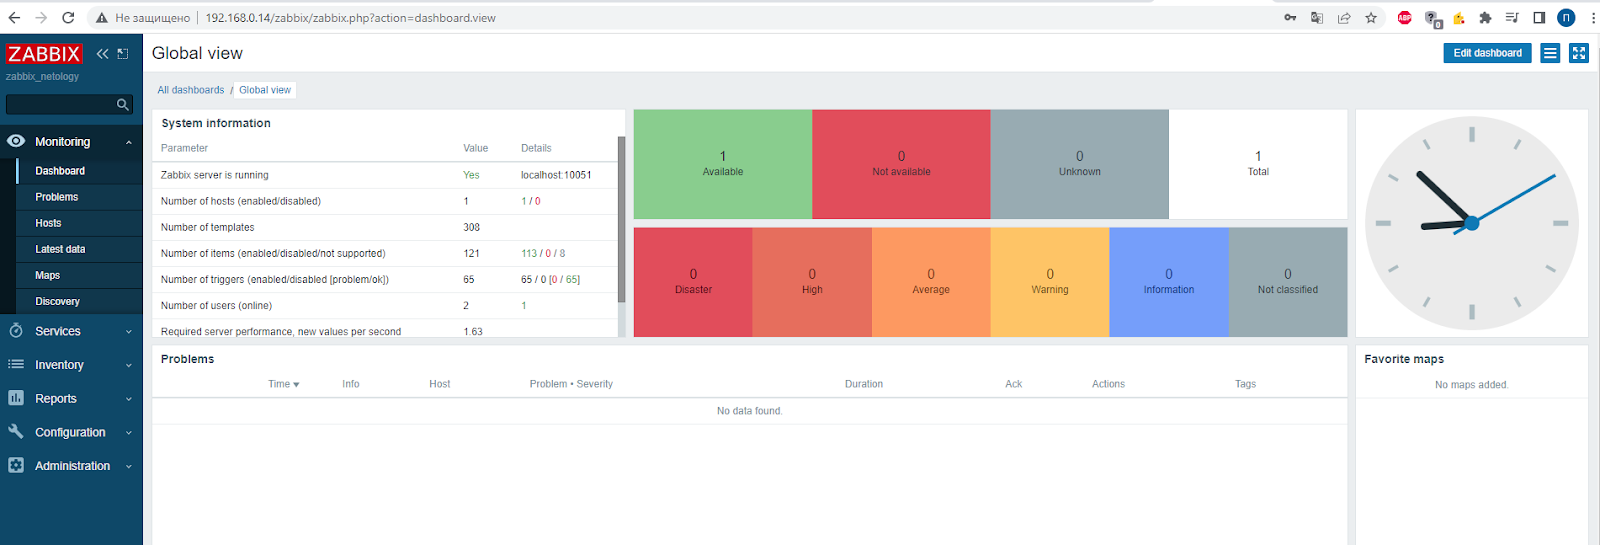 Не защищено | 192.168.0.14/zabbix/zabbix.php?action=dashboard.view
ABP
0
п
ZABBIX
zabbix_netology
Monitoring
Dashboard
Problems
Hosts
Latest data
Maps
Discovery
Services
Inventory
Reports
Configuration
Administration
Global view
Edit dashboard
All dashboards / Global view
System information
Parameter Value Details
Zabbix server is running Yes localhost:10051
Number of hosts (enabled/disabled) 1 1 / 0
Number of templates 308
Number of items (enabled/disabled/not supported) 121 113 / 0 / 8
Number of triggers (enabled/disabled [problem/ok]) 65 65 / 0 [0 / 65]
Number of users (online) 2 1
Required server performance, new values per second 1.63
1
Available
0
Not available
0
Unknown
1
Total
0
Disaster
0
High
0
Average
0
Warning
0
Information
0
Not classified
Problems
Time Info Host Problem • Severity Duration Ack Actions Tags
No data found.
Favorite maps
No maps added.